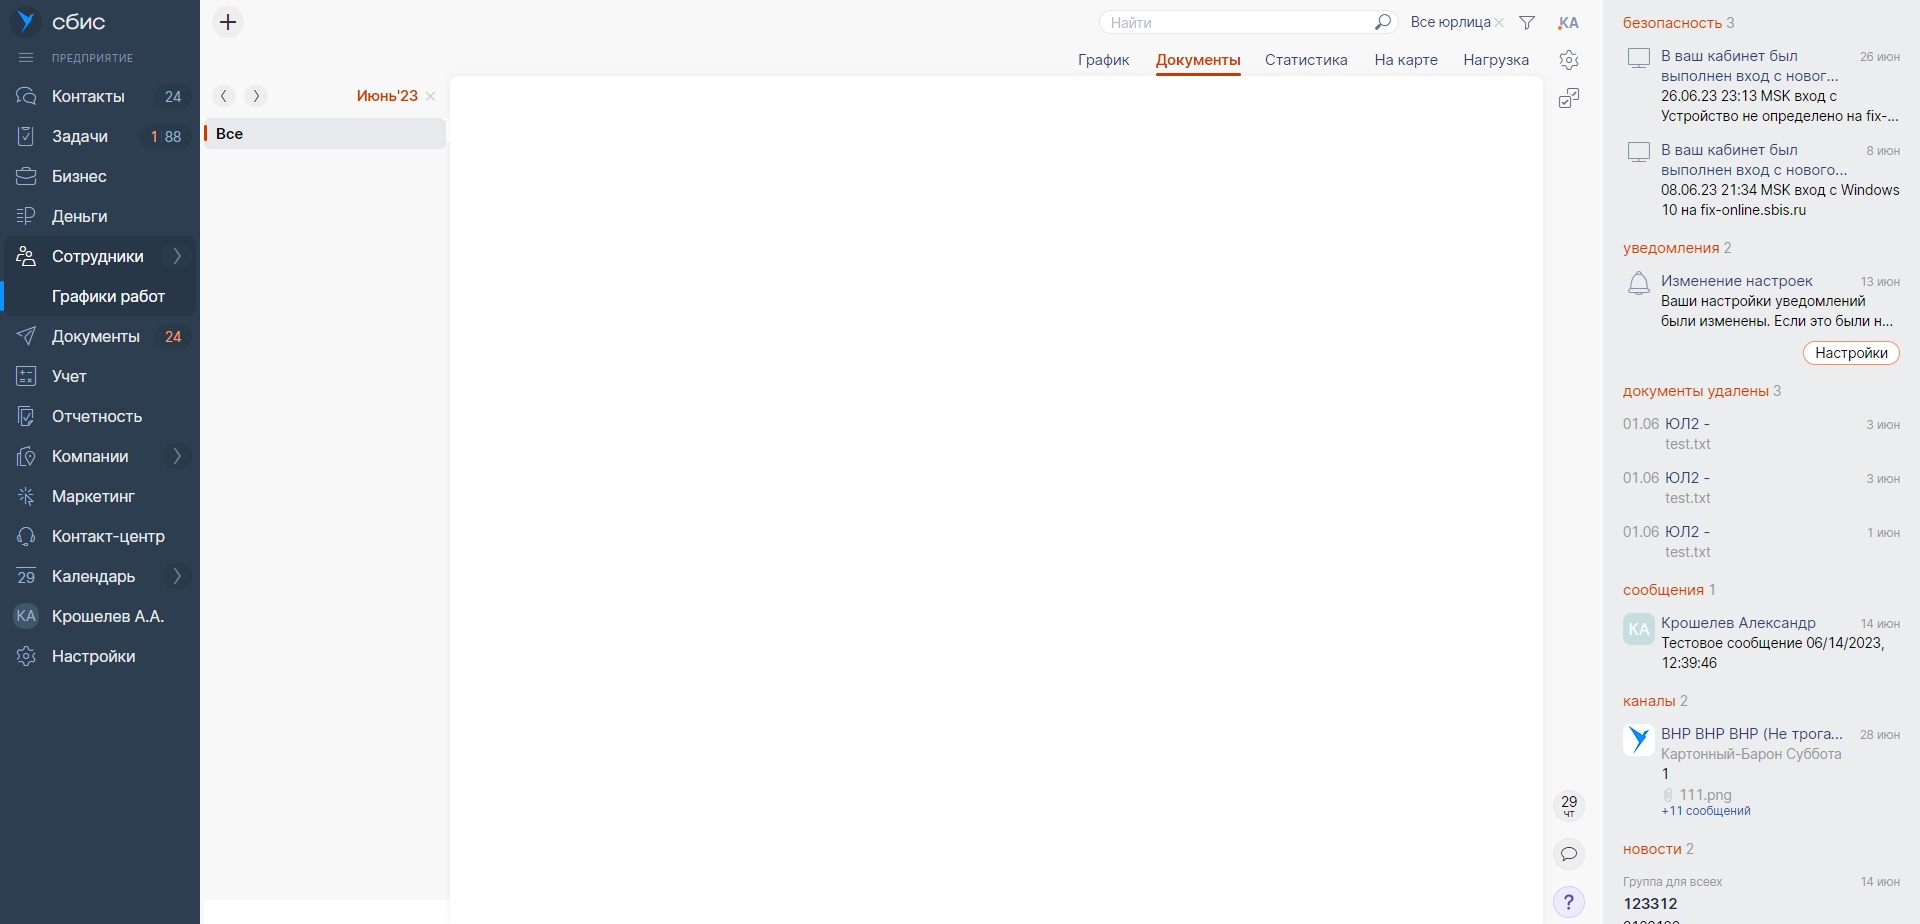 сбис
ПРЕДПРИЯТИЕ
Контакты 24
Задачи 1 88
Бизнес
Деньги
Сотрудники
Графики работ
Документы 24
Учет
Отчетность
Компании
Маркетинг
Контакт-центр
29 Календарь
КА Крошелев А.А.
Настройки
Найти
Все юрлица
КА
График Документы Статистика На карте Нагрузка
Июнь'23
Все
29
чт
?
безопасность 3
В ваш кабинет был 26 июн
выполнен вход с новог...
26.06.23 23:13 MSK вход с
Устройство не определено на fix-...
В ваш кабинет был 8 июн
выполнен вход с нового...
08.06.23 21:34 MSK вход с Windows
10 на fix-online.sbis.ru
уведомления 2
Изменение настроек 13 июн
Ваши настройки уведомлений
были изменены. Если это были н...
Настройки
документы удалены 3
01.06 ЮЛ2 - 3 июн
test.txt
01.06 ЮЛ2 - 3 июн
test.txt
01.06 ЮЛ2 - 1 июн
test.txt
сообщения 1
КА Крошелев Александр 14 июн
Тестовое сообщение 06/14/2023,
12:39:46
каналы 2
ВНР ВНР ВНР (Не трога... 28 июн
Картонный-Барон Суббота
1
111.png
+11 сообщений
новости 2
Группа для всеех 14 июн
123312